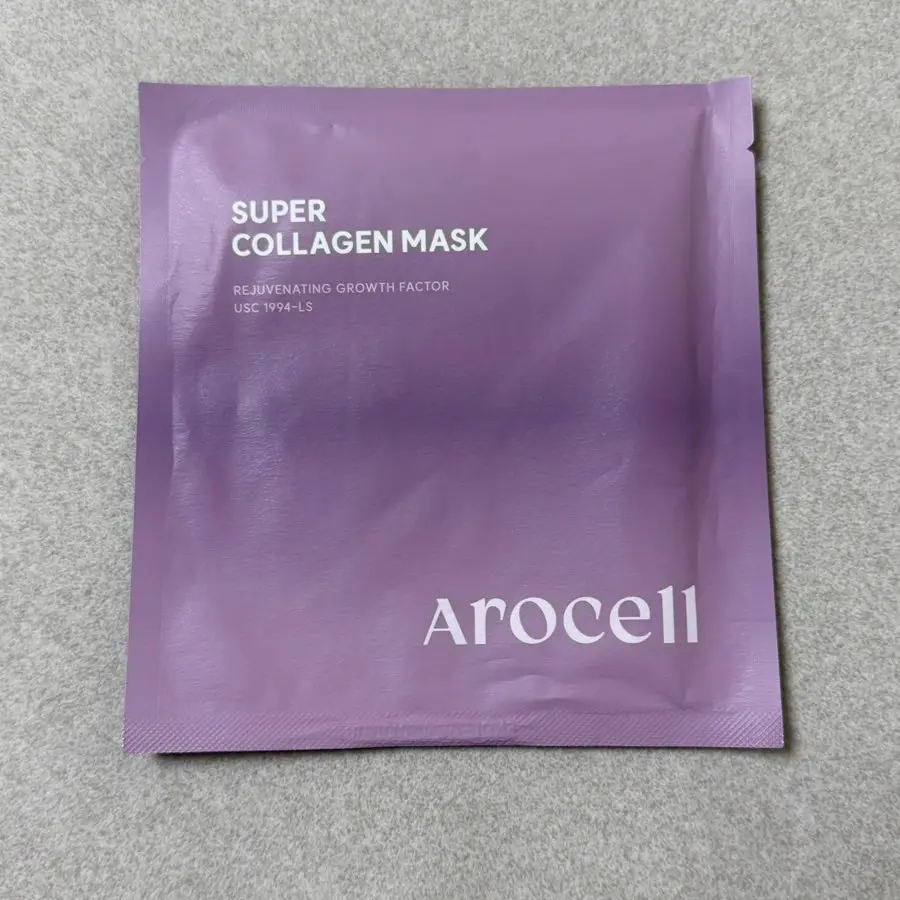 SUPER
COLLAGEN MASK
REJUVENATING GROWTH FACTOR
USC 1994-LS
Arocell